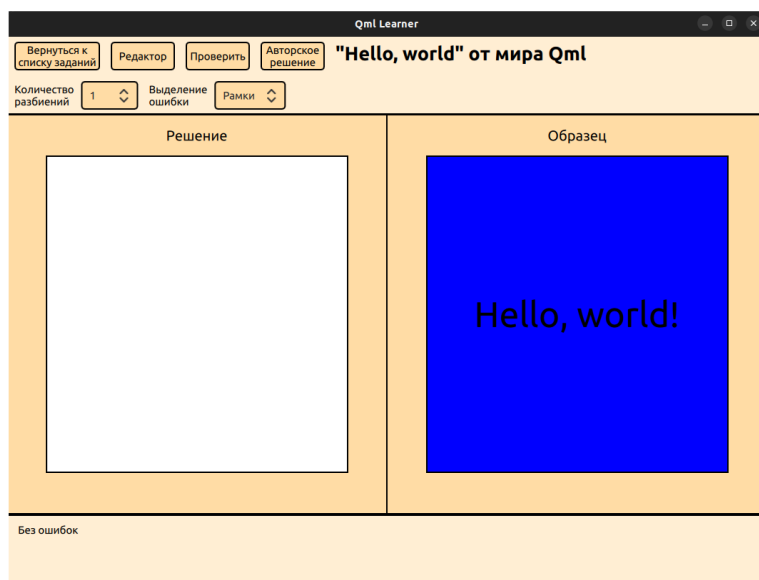 Qml Learner
Вернуться к
списку заданий
Редактор
Проверить
Авторское
решение
"Hello, world" от мира Qml
Количество
разбиений
1
Выделение
ошибки
Рамки
Решение
Образец
Hello, world!
Без ошибок